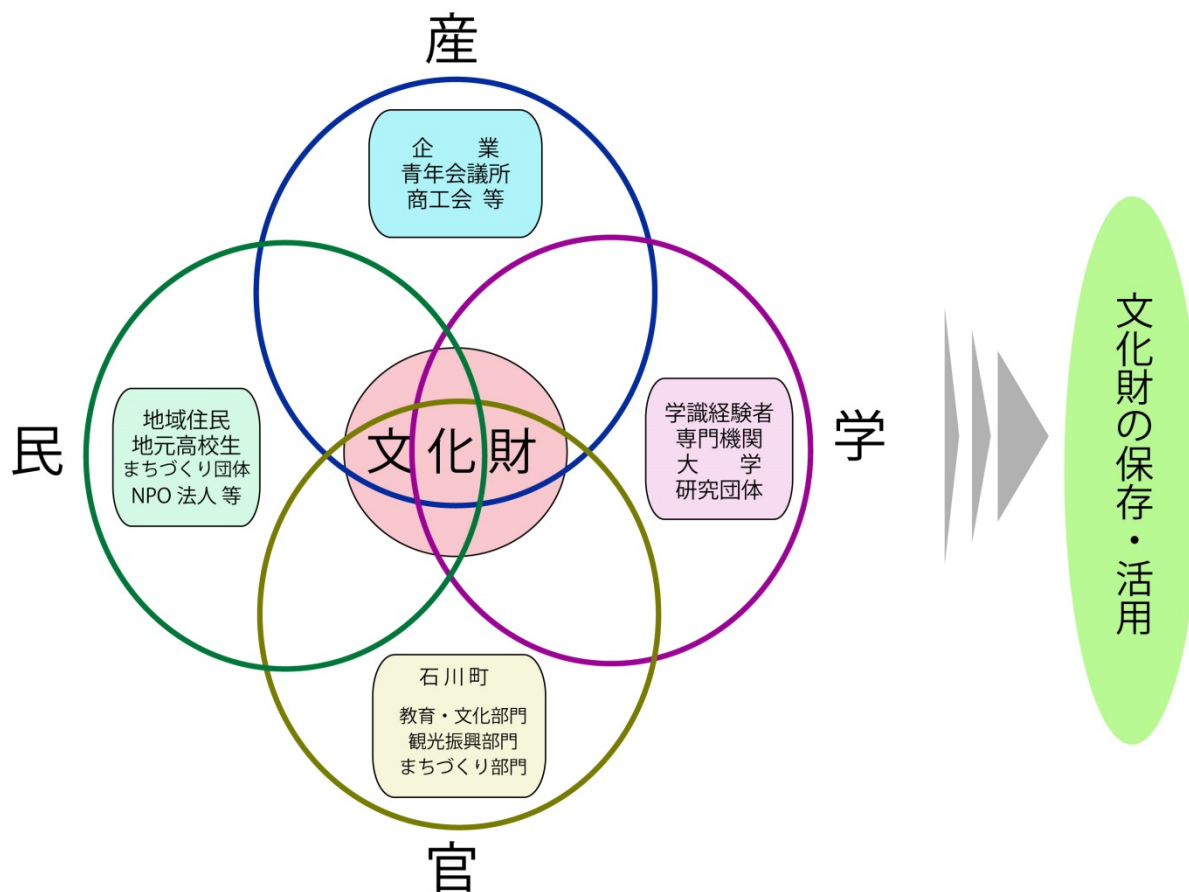 産
企　　業
青年会議所
商工会 等
民
地域住民
地元高校生
まちづくり団体
NPO 法人 等
文化財
学識経験者
専門機関
大　　学
研究団体
学
石川町
教育・文化部門
観光振興部門
まちづくり部門
官
文化財の保存・活用